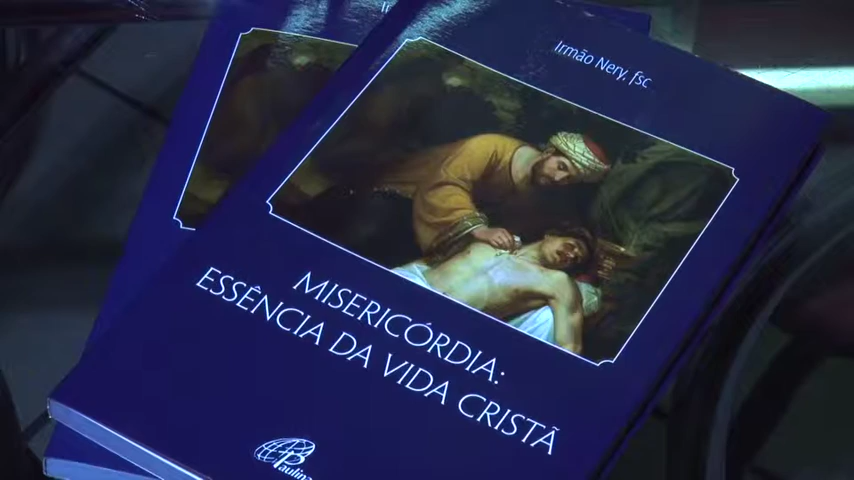 Irmão Nery, fsc
MISERICÓRDIA:
ESSÊNCIA DA VIDA CRISTÃ
Paulinas